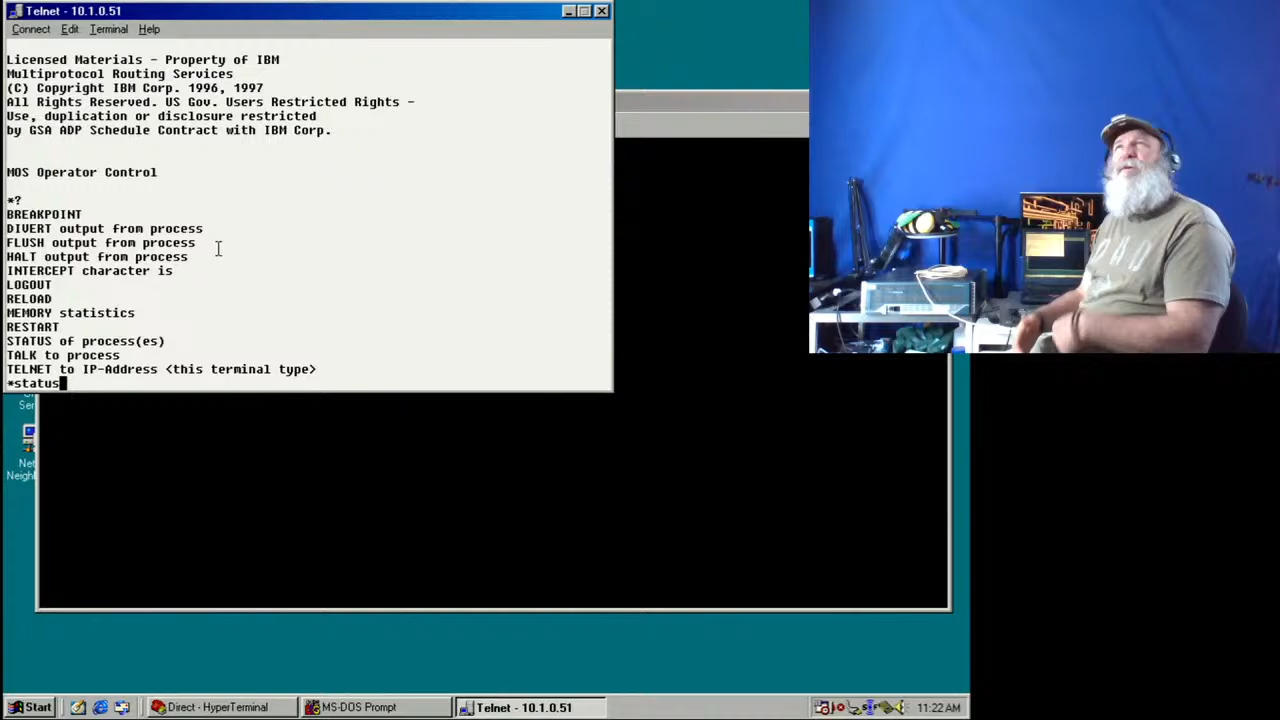 Telnet - 10.1.0.51
Connect Edit Terminal Help
Licensed Materials - Property of IBM
Multiprotocol Routing Services
(C) Copyright IBM Corp. 1996, 1997
All Rights Reserved. US Gov. Users Restricted Rights -
Use, duplication or disclosure restricted
by GSA ADP Schedule Contract with IBM Corp.
MOS Operator Control
*?
BREAKPOINT
DIVERT output from process
FLUSH output from process
HALT output from process
INTERCEPT character is
LOGOUT
RELOAD
MEMORY statistics
RESTART
STATUS of process(es)
TALK to process
TELNET to IP-Address <this terminal type>
*status
Ser
Net
Neigh
Start
Direct - HyperTerminal
MS-DOS Prompt
Telnet - 10.1.0.51
11:22 AM